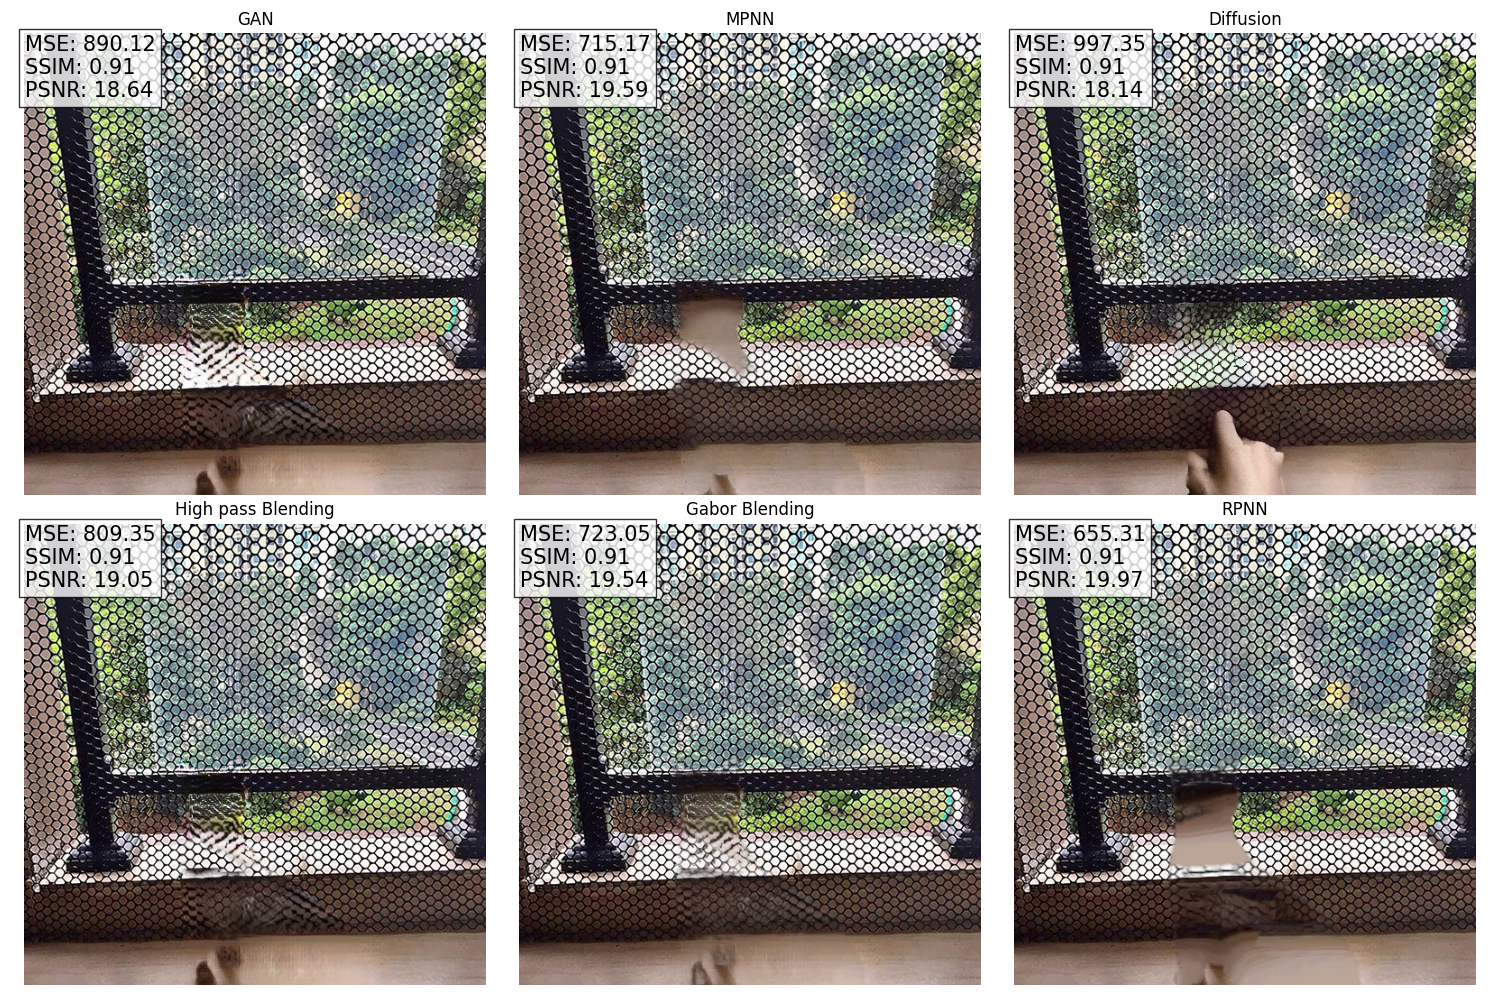 GAN
MSE: 890.12
SSIM: 0.91
PSNR: 18.64
MPNN
MSE: 715.17
SSIM: 0.91
PSNR: 19.59
Diffusion
MSE: 997.35
SSIM: 0.91
PSNR: 18.14
High pass Blending
MSE: 809.35
SSIM: 0.91
PSNR: 19.05
Gabor Blending
MSE: 723.05
SSIM: 0.91
PSNR: 19.54
RPNN
MSE: 655.31
SSIM: 0.91
PSNR: 19.97